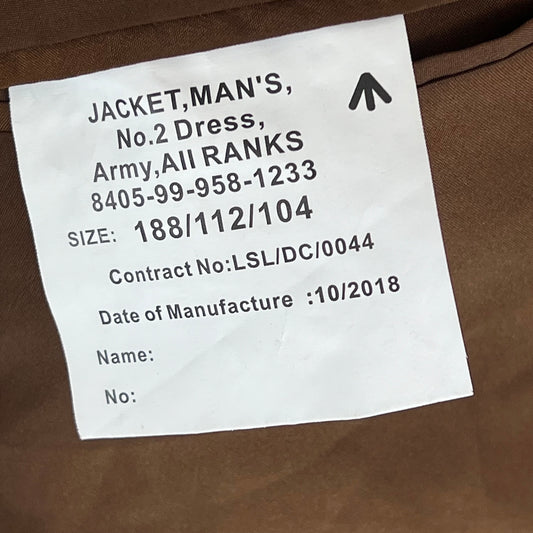 JACKET,MAN'S,
No.2 Dress,
Army,All RANKS
8405-99-958-1233
SIZE: 188/112/104
Contract No:LSL/DC/0044
Date of Manufacture :10/2018
Name:
No: